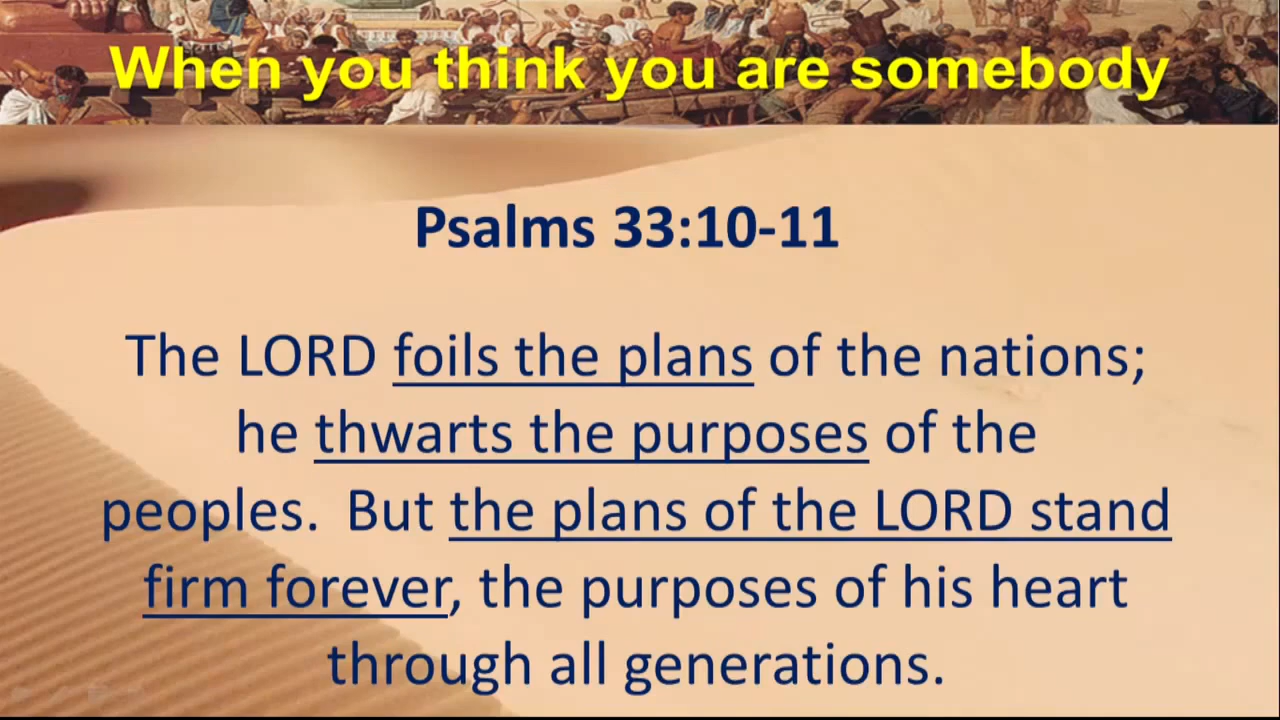 When you think you are somebody
Psalms 33:10-11
The LORD foils the plans of the nations;
he thwarts the purposes of the
peoples.  But the plans of the LORD stand
firm forever, the purposes of his heart
through all generations.